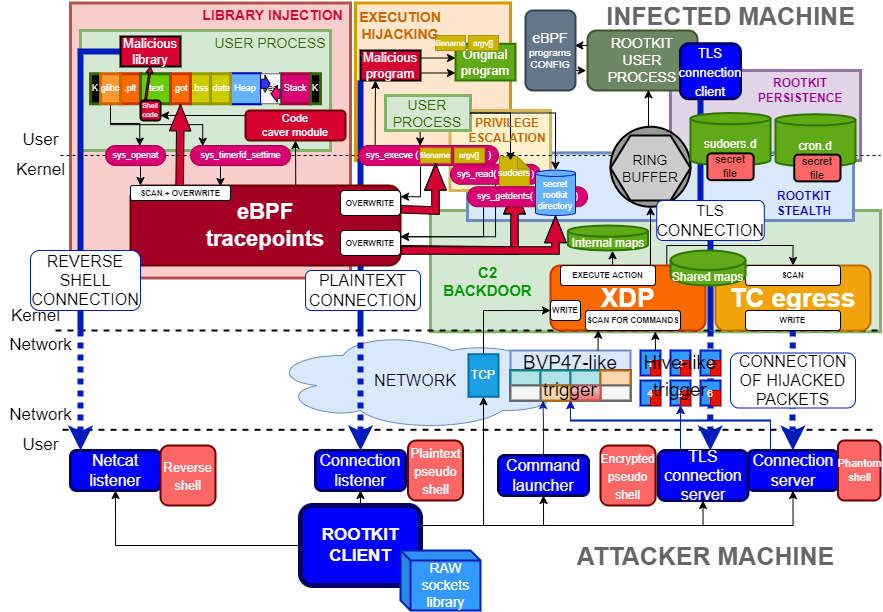 LIBRARY INJECTION
EXECUTION
HIJACKING
INFECTED MACHINE
USER PROCESS
Malicious
library
K
glibc
.plt
.text
.got
.bss
data
Heap
Stack
K
Shell
code
Code
caver module
filename
argv[]
Malicious
program
Original
program
eBPF
programs
CONFIG
ROOTKIT
USER
PROCESS
TLS
connection
client
USER
PROCESS
PRIVILEGE
ESCALATION
ROOTKIT
PERSISTENCE
sudoers.d
secret
file
cron.d
secret
file
RING
BUFFER
User
Kernel
sys_openat
sys_timerfd_settime
sys_execve (
filename
argv[]
)
sys_read(
sudoers
)
sys_getdents(
)
secret
rootkit
directory
ROOTKIT
STEALTH
SCAN + OVERWRITE
eBPF
tracepoints
OVERWRITE
OVERWRITE
TLS
CONNECTION
Internal maps
Shared maps
C2
BACKDOOR
EXECUTE ACTION
XDP
WRITE
SCAN FOR COMMANDS
SCAN
TC egress
WRITE
REVERSE
SHELL
CONNECTION
PLAINTEXT
CONNECTION
Kernel
Network
NETWORK
TCP
BVP47-like
trigger
Hive-like
trigger
CONNECTION
OF HIJACKED
PACKETS
Network
User
Netcat
listener
Reverse
shell
Connection
listener
Plaintext
pseudo
shell
Command
launcher
Encrypted
pseudo
shell
TLS
connection
server
Connection
server
Phantom
shell
ROOTKIT
CLIENT
RAW
sockets
library
ATTACKER MACHINE